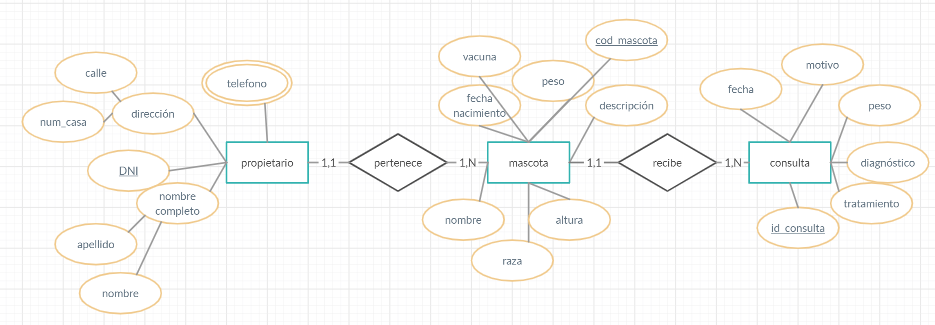 cod_mascota
vacuna
motivo
calle
peso
telefono
fecha
fecha
nacimiento
descripción
peso
dirección
num_casa
propietario
1,1
pertenece
1,N
mascota
1,1
recibe
1,N
consulta
diagnóstico
DNI
nombre
completo
tratamiento
nombre
altura
id_consulta
apellido
raza
nombre